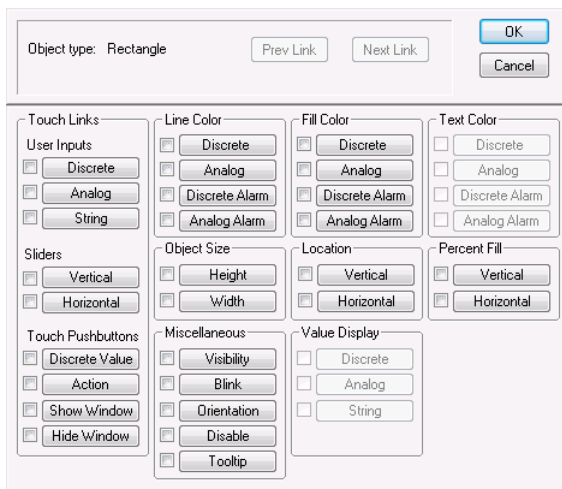 Object type: Rectangle
Prev Link
Next Link
OK
Cancel
Touch Links
User Inputs
Discrete
Analog
String
Sliders
Vertical
Horizontal
Touch Pushbuttons
Discrete Value
Action
Show Window
Hide Window
Line Color
Discrete
Analog
Discrete Alarm
Analog Alarm
Object Size
Height
Width
Miscellaneous
Visibility
Blink
Orientation
Disable
Tooltip
Fill Color
Discrete
Analog
Discrete Alarm
Analog Alarm
Location
Vertical
Horizontal
Value Display
Discrete
Analog
String
Text Color
Discrete
Analog
Discrete Alarm
Analog Alarm
Percent Fill
Vertical
Horizontal